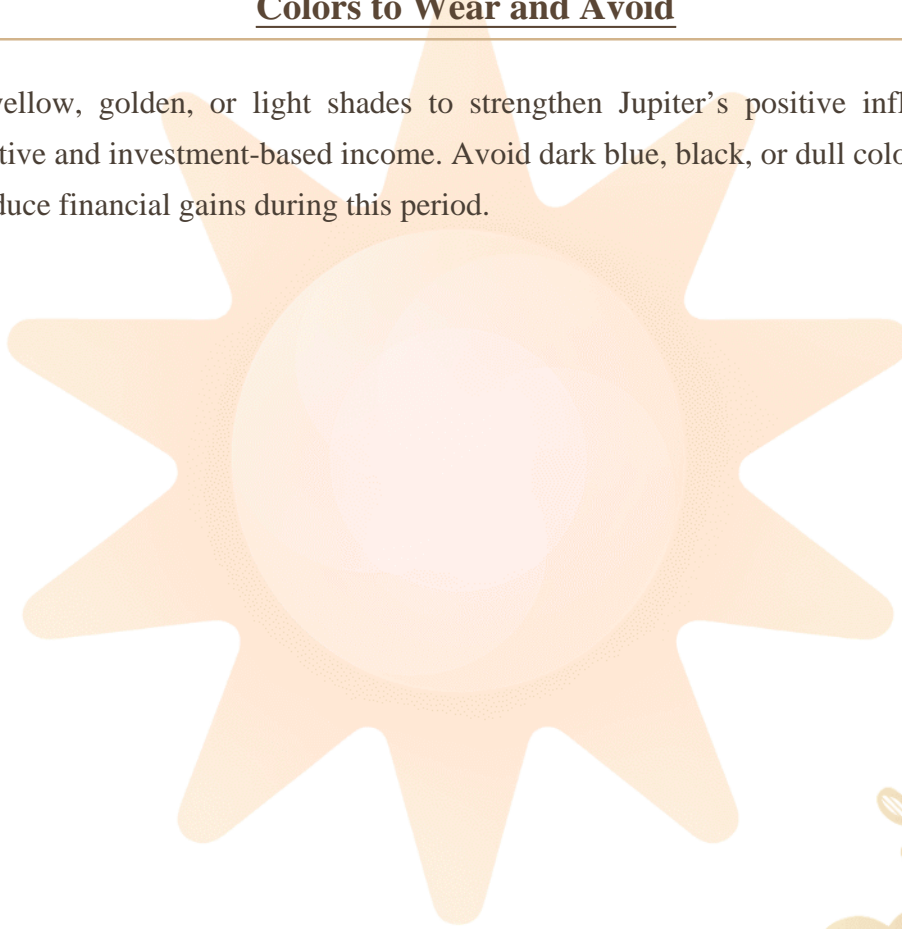 Colors to Wear and Avoid
yellow, golden, or light shades to strengthen Jupiter’s positive infl
tive and investment-based income. Avoid dark blue, black, or dull colo
duce financial gains during this period.